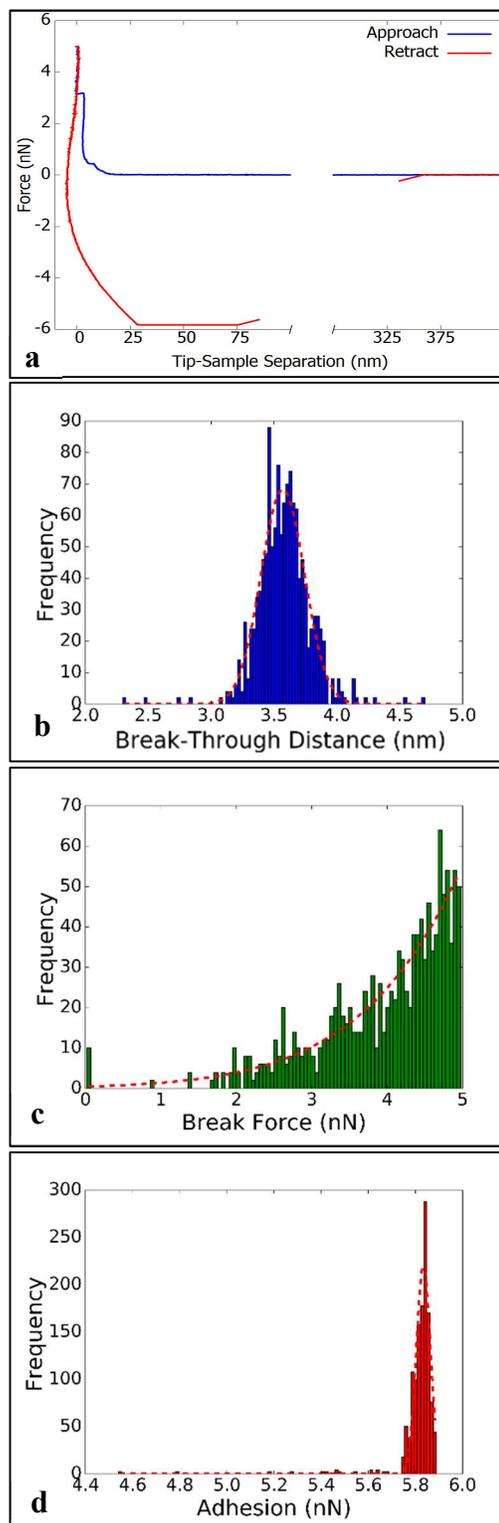 Approach
Retract
6
4
2
0
-2
-4
-6
Force (nN)
0 25 50 75 325 375
Tip-Sample Separation (nm)
a
90
80
70
60
50
40
30
20
10
0
Frequency
2.0 2.5 3.0 3.5 4.0 4.5 5.0
Break-Through Distance (nm)
b
70
60
50
40
30
20
10
0
Frequency
0 1 2 3 4 5
Break Force (nN)
c
300
250
200
150
100
50
0
Frequency
4.4 4.6 4.8 5.0 5.2 5.4 5.6 5.8 6.0
Adhesion (nN)
d